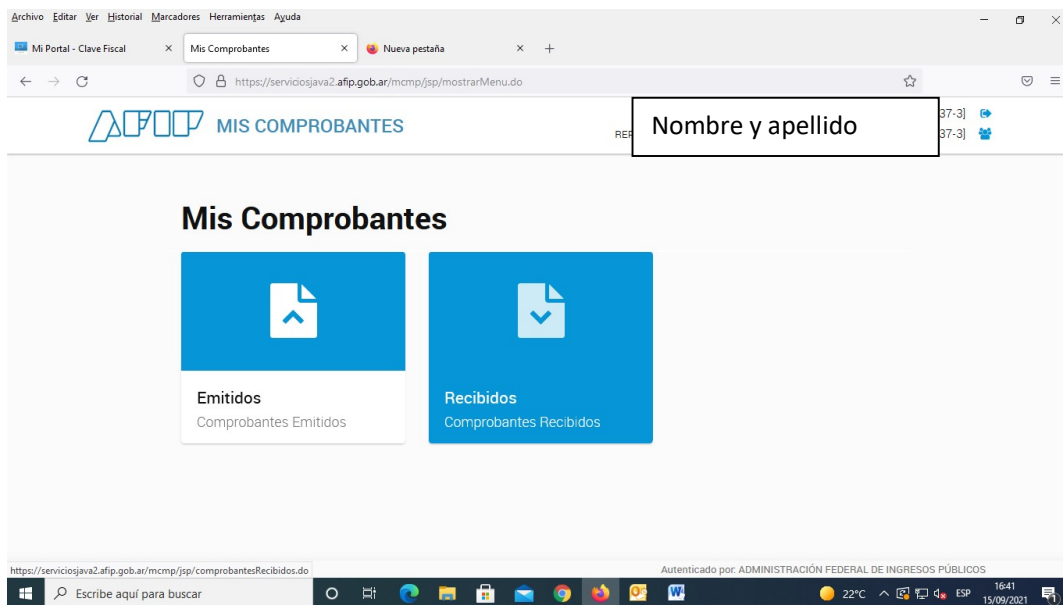 Archivo Editar Ver Historial Marcadores Herramientas Ayuda
Mi Portal - Clave Fiscal
Mis Comprobantes
Nueva pestaña
https://serviciosjava2.afip.gob.ar/mcmp/jsp/mostrarMenu.do
AFIP MIS COMPROBANTES
Nombre y apellido
37-3]
REP
37-3]
Mis Comprobantes
Emitidos
Comprobantes Emitidos
Recibidos
Comprobantes Recibidos
https://serviciosjava2.afip.gob.ar/mcmp/jsp/comprobantesRecibidos.do
Autenticado por: ADMINISTRACIÓN FEDERAL DE INGRESOS PÚBLICOS
Escribe aquí para buscar
22°C
ESP
16:41
15/09/2021